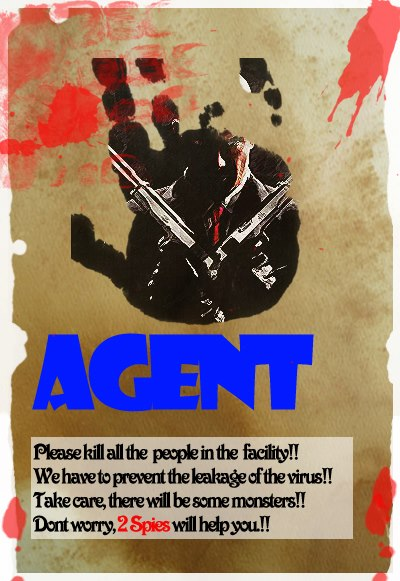 AGENT
Please kill all the people in the facility!!
We have to prevent the leakage of the virus!!
Take care, there will be some monsters!!
Dont worry, 2 Spies will help you.!!